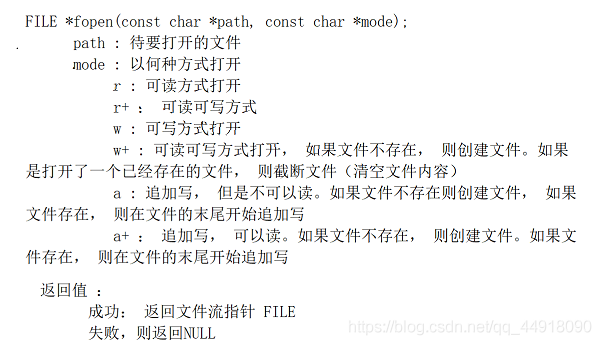 FILE *fopen(const char *path, const char *mode);
path : 待要打开的文件
mode : 以何种方式打开
r : 可读方式打开
r+ : 可读可写方式
w : 可写方式打开
w+ : 可读可写方式打开, 如果文件不存在, 则创建文件。如果
是打开了一个已经存在的文件, 则截断文件（清空文件内容）
a : 追加写, 但是不可以读。如果文件不存在则创建文件, 如果
文件存在, 则在文件的末尾开始追加写
a+ : 追加写, 可以读。如果文件不存在, 则创建文件。如果文
件存在, 则在文件的末尾开始追加写
返回值 :
成功: 返回文件流指针 FILE
失败，则返回NULL
https://blog.csdn.net/qq_44918090